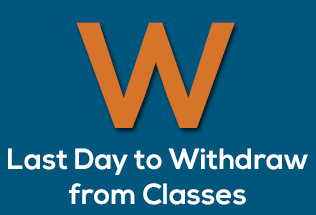 W
Last Day to Withdraw
from Classes